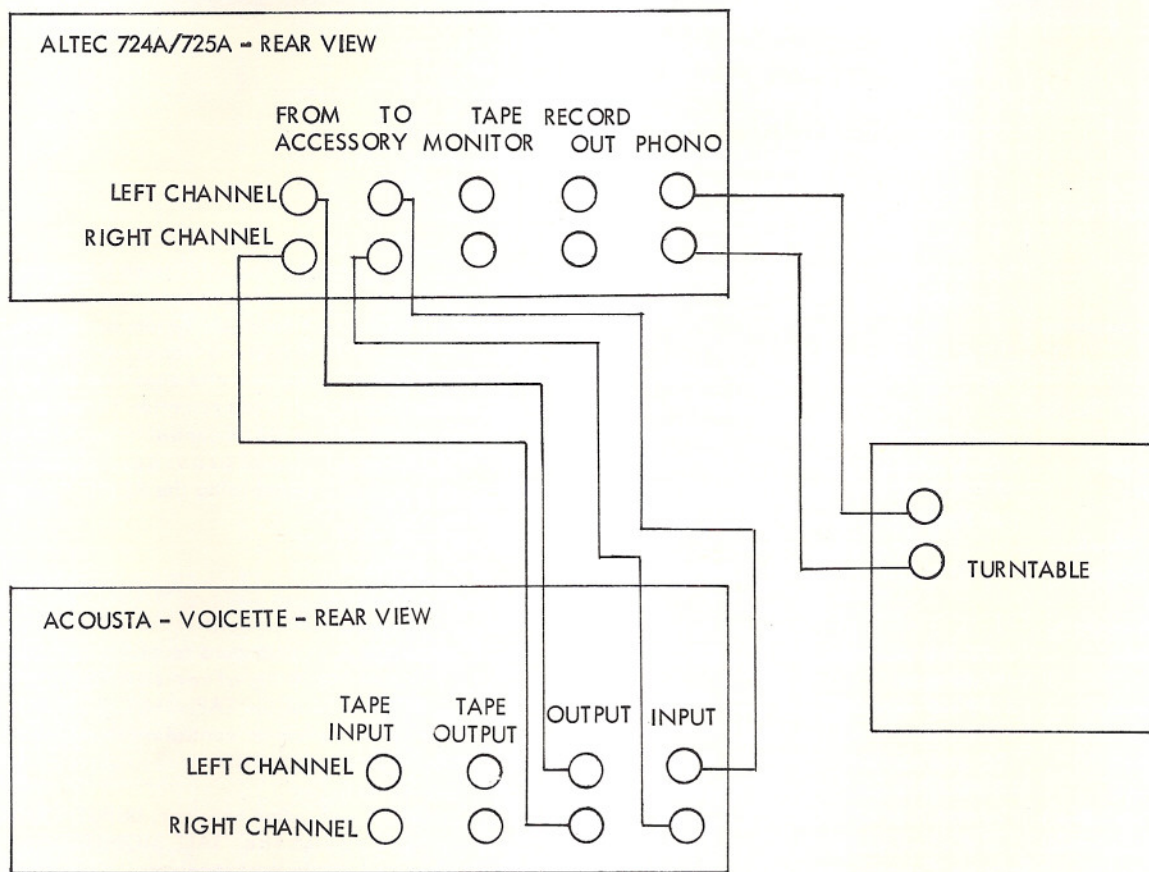 ALTEC 724A/725A - REAR VIEW
FROM TO TAPE RECORD
ACCESSORY MONITOR OUT PHONO
LEFT CHANNEL
RIGHT CHANNEL
TURNTABLE
ACOUSTA - VOICETTE - REAR VIEW
TAPE TAPE OUTPUT INPUT
INPUT OUTPUT
LEFT CHANNEL
RIGHT CHANNEL